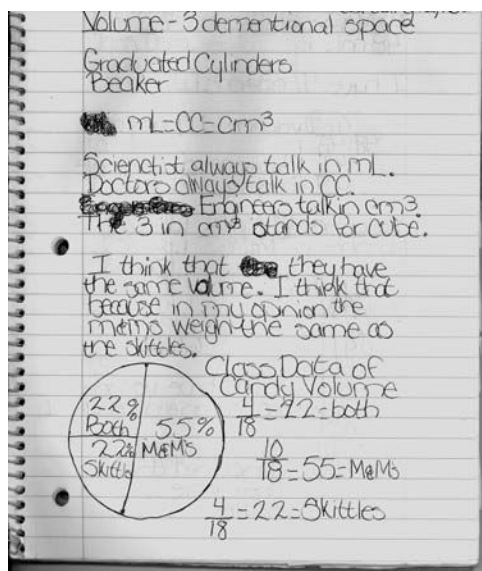 Volume - 3 dementional space
Graduated Cylinders
Beaker
mL=CC=cm³
Scienctist always talk in mL.
Doctors always talk in CC.
Engineers talk in cm³.
The 3 in cm³ stands for cube.
I think that they have
the same volume. I think that
because in my opinion the
m&ms weigh the same as
the skittles.
Class Data of
Candy Volume
22%
Both
55%
M&M's
22%
Skittls
4/18=22=both
10/18=55=M&Ms
4/18=22=Skittles